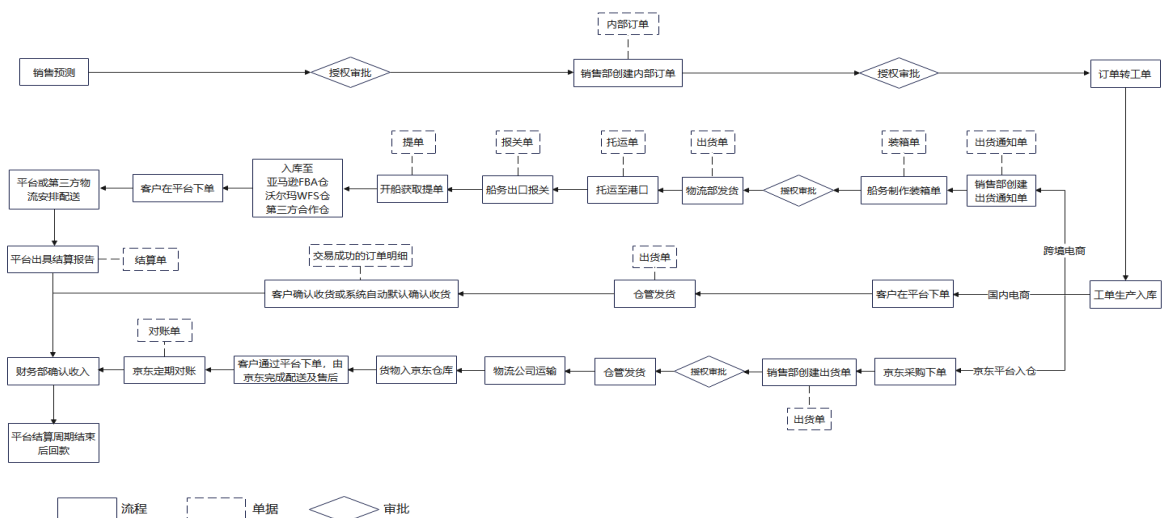 内部订单
销售预测
授权审批
销售部创建内部订单
授权审批
订单转工单
提单
报关单
托运单
出货单
装箱单
出货通知单
平台或第三方物
流安排配送
客户在平台下单
入库至
亚马逊FBA仓
沃尔玛WFS仓
第三方合作仓
开船获取提单
船务出口报关
托运至港口
物流部发货
授权审批
船务制作装箱单
销售部创建
出货通知单
跨境电商
平台出具结算报告
结算单
交易成功的订单明细
出货单
客户确认收货或系统自动默认确认收货
仓管发货
客户在平台下单
国内电商
工单生产入库
对账单
财务部确认收入
京东定期对账
客户通过平台下单，由
京东完成配送及售后
货物入京东仓库
物流公司运输
仓管发货
授权审批
销售部创建出货单
京东采购下单
京东平台入仓
出货单
平台结算周期结束
后回款
流程
单据
审批